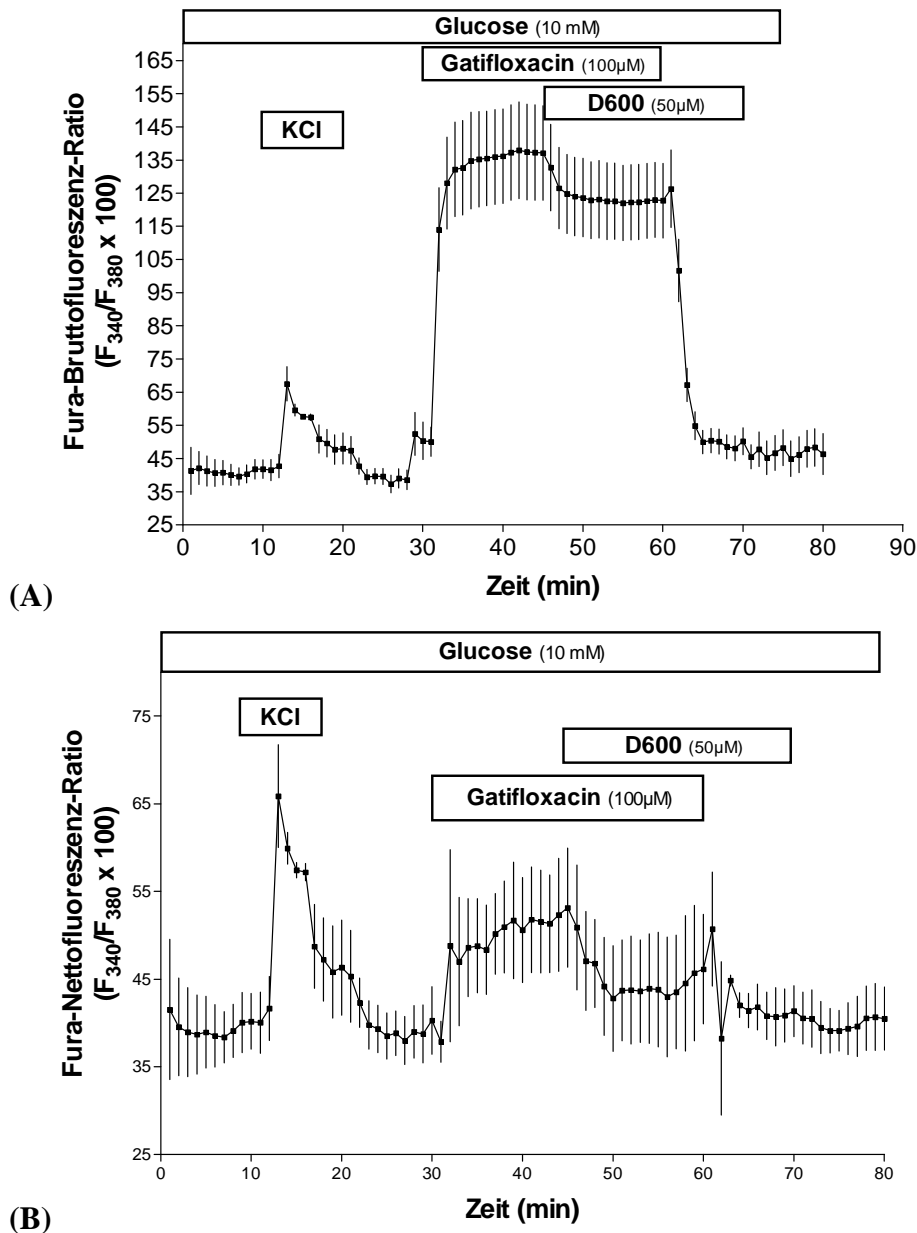 Glucose (10 mM)
Gatifloxacin (100µM)
D600 (50µM)
KCl
Fura-Bruttofluoreszenz-Ratio
(F340/F380 x 100)
165
155
145
135
125
115
105
95
85
75
65
55
45
35
25
0 10 20 30 40 50 60 70 80 90
Zeit (min)
(A)
Glucose (10 mM)
KCl
D600 (50µM)
Gatifloxacin (100µM)
Fura-Nettofluoreszenz-Ratio
(F340/F380 x 100)
75
65
55
45
35
25
0 10 20 30 40 50 60 70 80
Zeit (min)
(B)